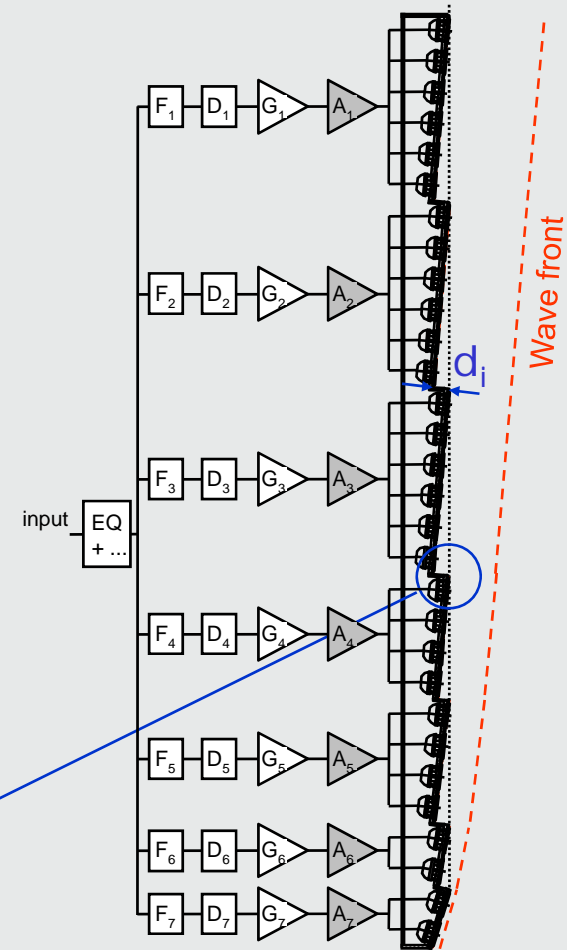 F1 D1 G1 A1
F2 D2 G2 A2
di
Wave front
F3 D3 G3 A3
input
EQ
+ ...
F4 D4 G4 A4
F5 D5 G5 A5
F6 D6 G6 A6
F7 D7 G7 A7